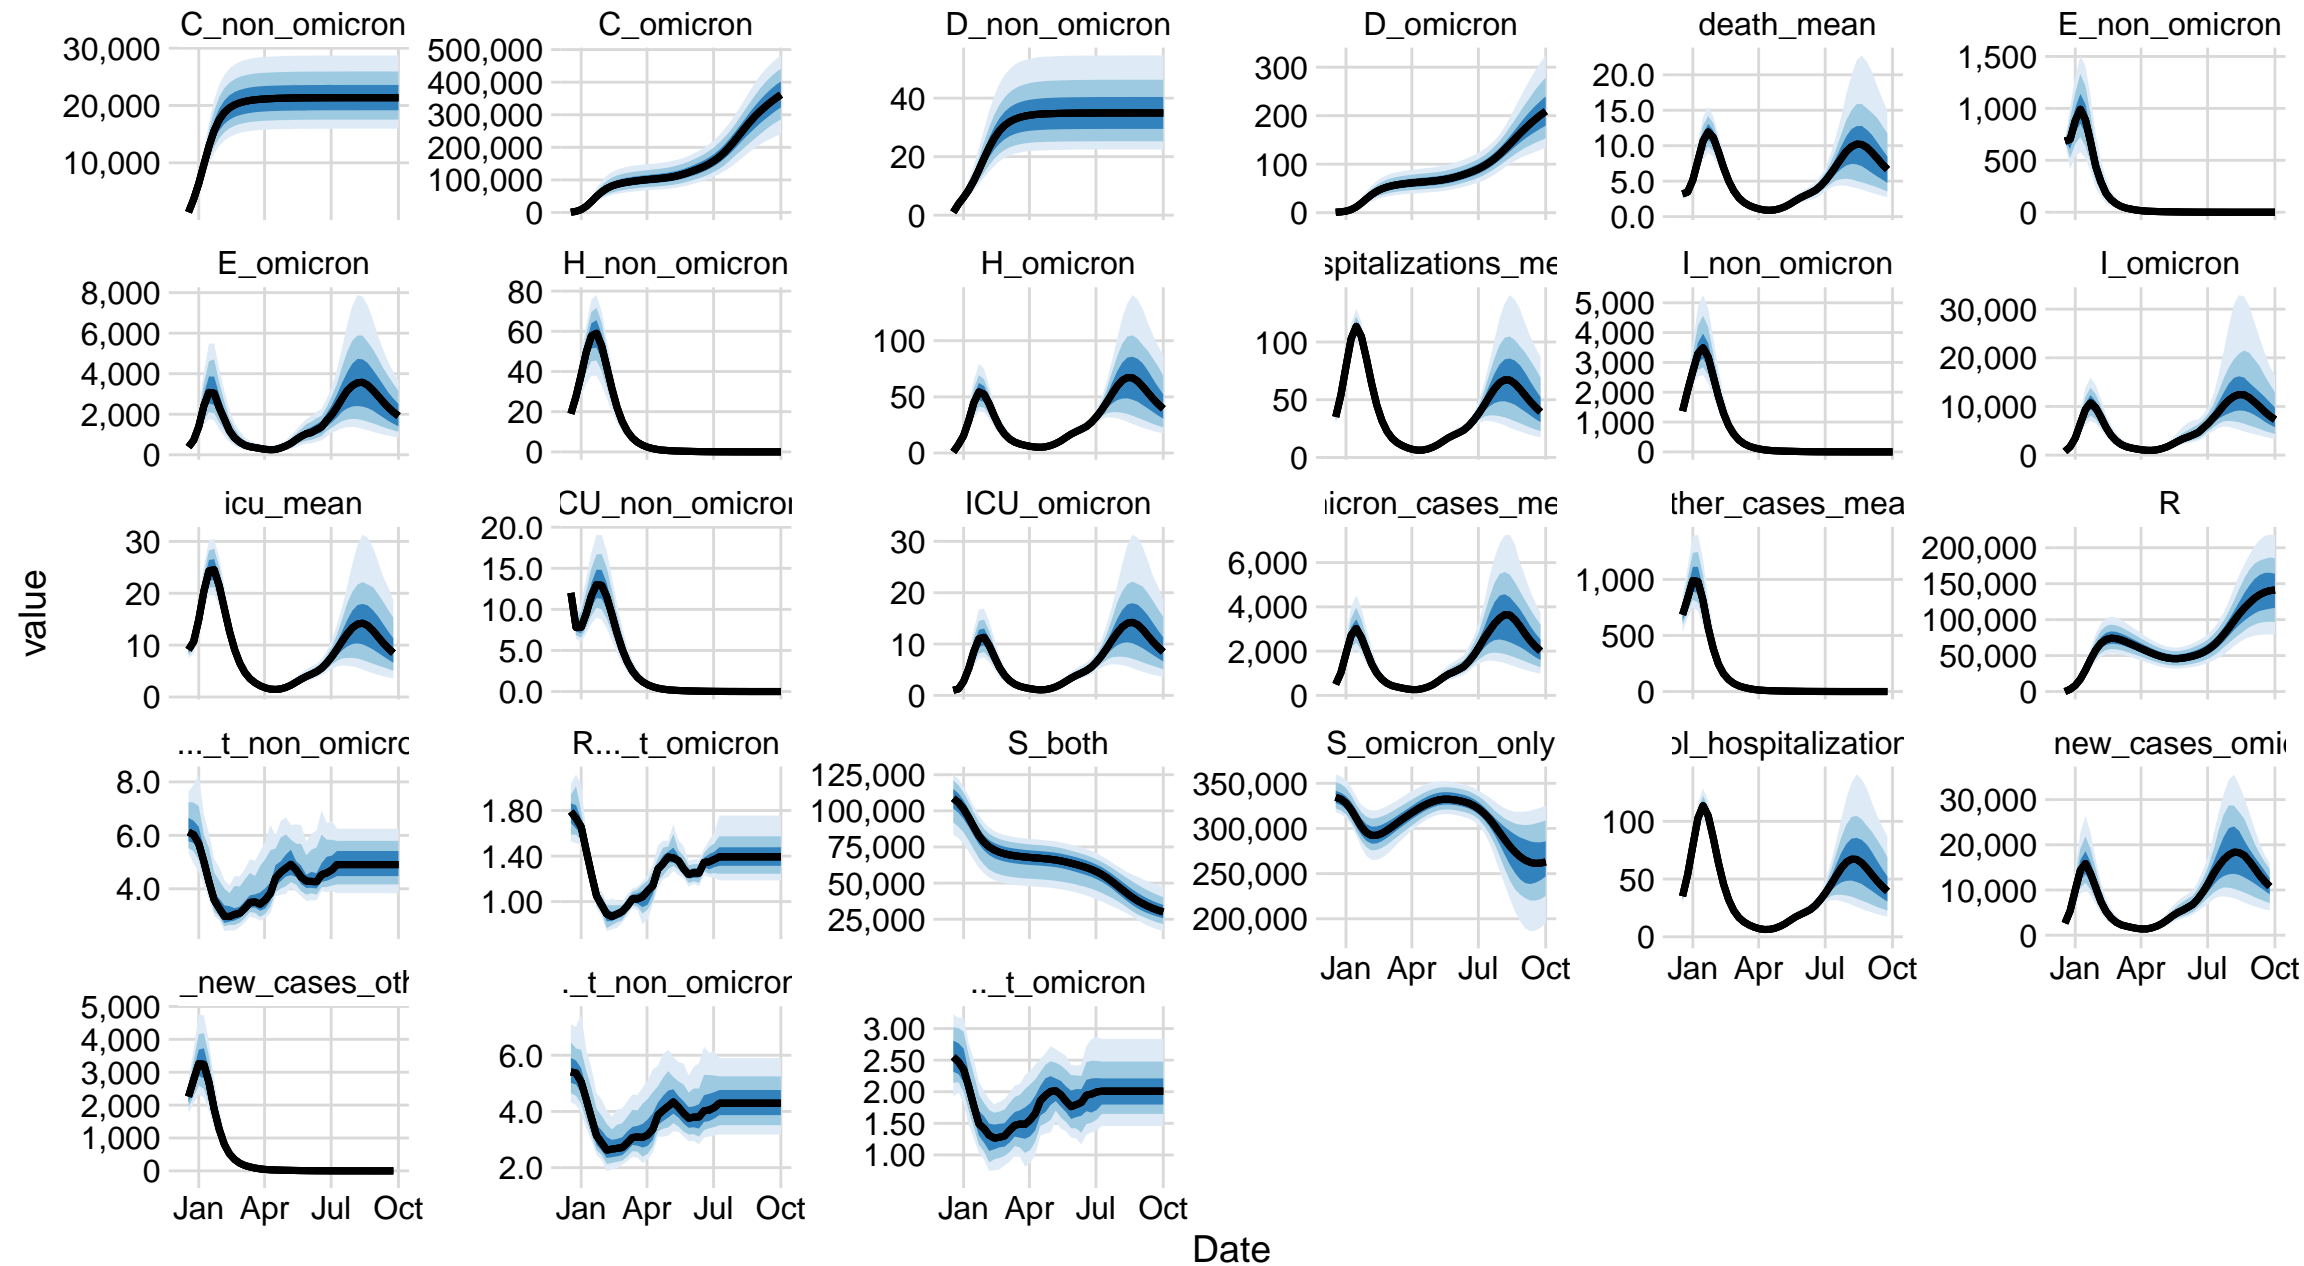 C_non_omicron C_omicron D_non_omicron D_omicron death_mean E_non_omicron
30,000 20,000 10,000
500,000 400,000 300,000 200,000 100,000 0
40 20 0
300 200 100 0
20.0 15.0 10.0 5.0 0.0
1,500 1,000 500 0
E_omicron H_non_omicron H_omicron spitalizations_me I_non_omicron I_omicron
8,000 6,000 4,000 2,000 0
80 60 40 20 0
100 50 0
100 50 0
5,000 4,000 3,000 2,000 1,000 0
30,000 20,000 10,000 0
icu_mean CU_non_omicron ICU_omicron icron_cases_me ther_cases_mea R
30 20 10 0
20.0 15.0 10.0 5.0 0.0
30 20 10 0
6,000 4,000 2,000 0
1,000 500 0
200,000 150,000 100,000 50,000 0
value
..._t_non_omicro R..._t_omicron S_both S_omicron_only ol_hospitalization new_cases_omi
8.0 6.0 4.0
1.80 1.40 1.00
125,000 100,000 75,000 50,000 25,000
350,000 300,000 250,000 200,000
100 50 0
30,000 20,000 10,000 0
Jan Apr Jul Oct Jan Apr Jul Oct Jan Apr Jul Oct
_new_cases_oth ._t_non_omicron .._t_omicron
5,000 4,000 3,000 2,000 1,000 0
6.0 4.0 2.0
3.00 2.50 2.00 1.50 1.00
Jan Apr Jul Oct Jan Apr Jul Oct Jan Apr Jul Oct
Date